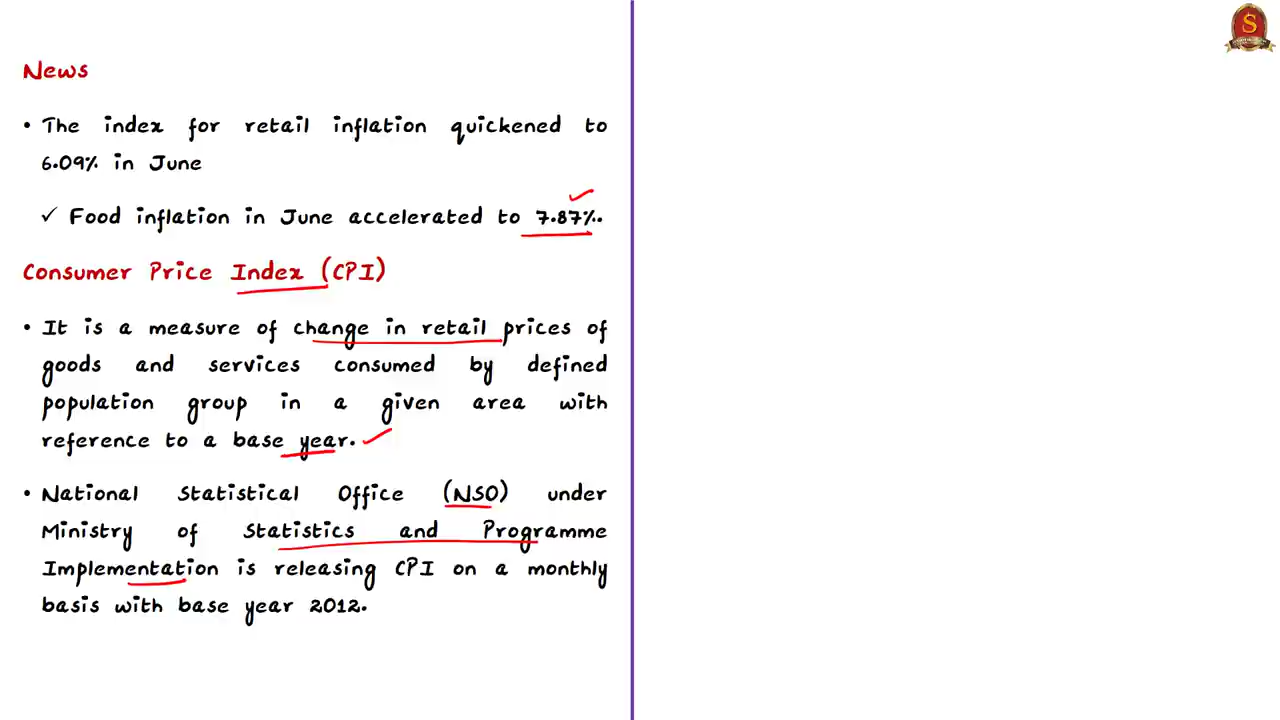 News
• The index for retail inflation quickened to
6.09% in June
✓ Food inflation in June accelerated to 7.87%.
Consumer Price Index (CPI)
• It is a measure of change in retail prices of
goods and services consumed by defined
population group in a given area with
reference to a base year.
• National Statistical Office (NSO) under
Ministry of Statistics and Programme
Implementation is releasing CPI on a monthly
basis with base year 2012.
S